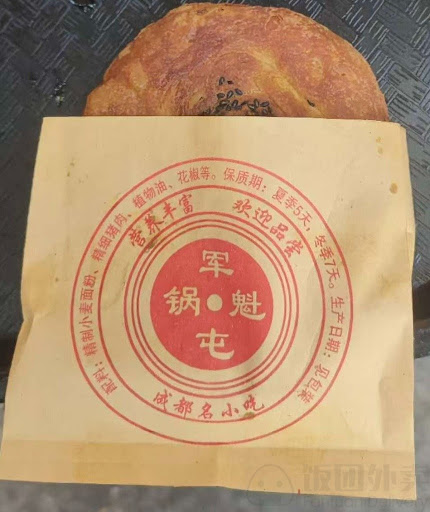 配料：精制小麦面粉、精细猪肉、植物油、花椒等。保质期：夏季5天，冬季7天。生产日期：见包装
营养丰富 欢迎品尝
军
锅●魁
屯
成都名小吃
饭团外卖